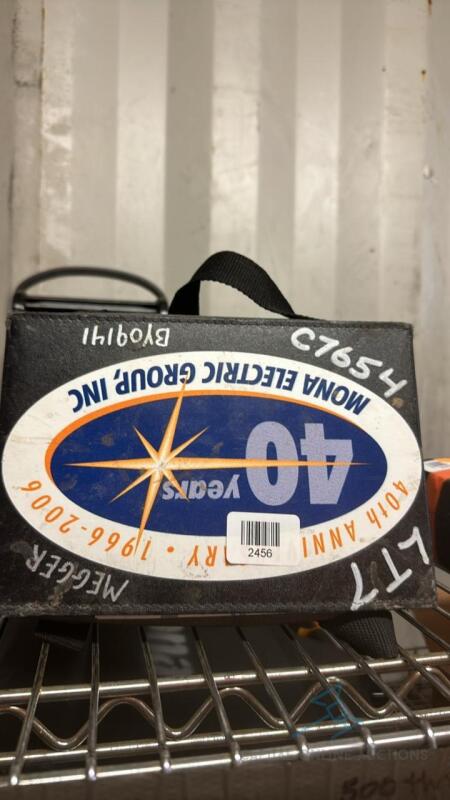 BY09141
C7654
MONA ELECTRIC GROUP, INC
40
years
40th ANNI RY • 1966-2006
2456
MEGGER
LT7